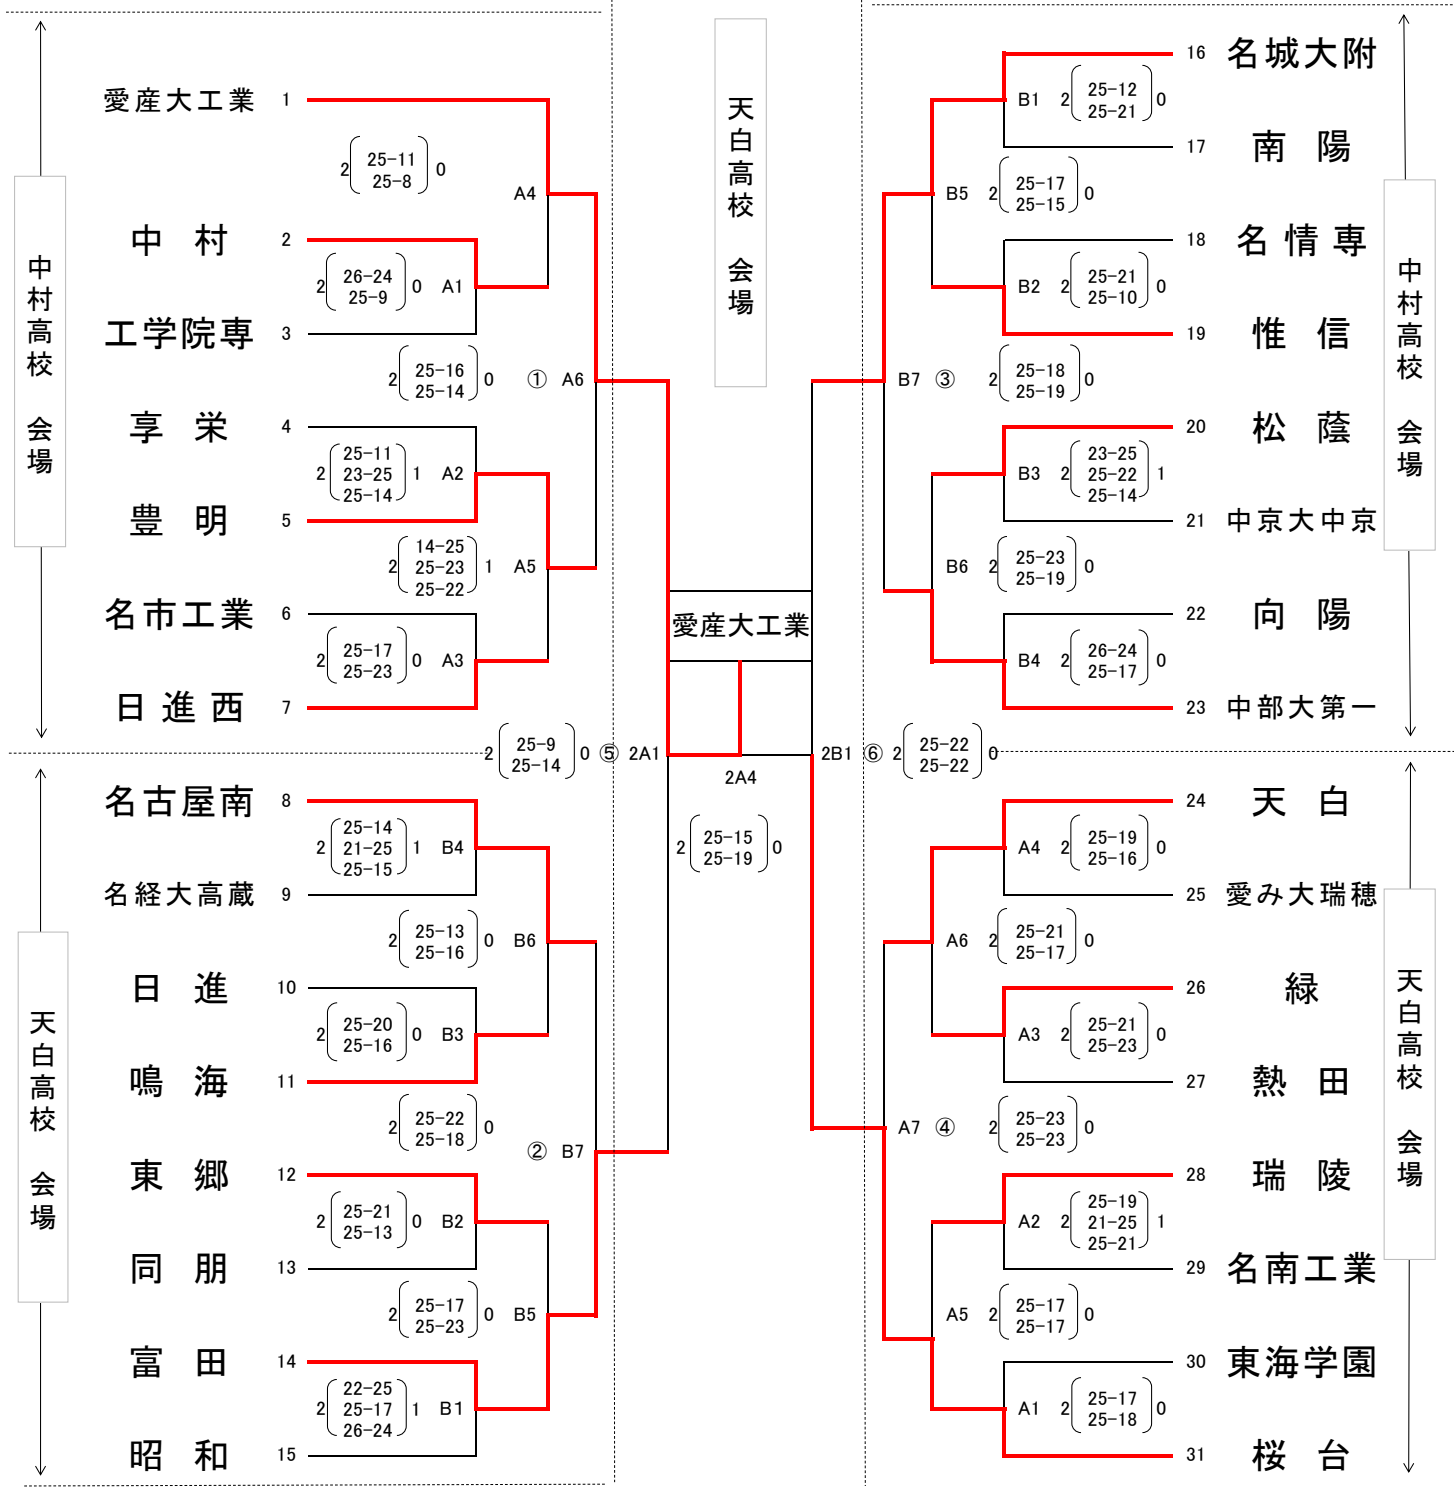 愛産大工業 1
2 25-11 0
25-8
A4
中村 2
2 26-24 0 A1
25-9
工学院専 3
2 25-16 0 ① A6
25-14
享栄 4
25-11
2 23-25 1 A2
25-14
豊明 5
14-25
2 25-23 1 A5
25-22
名市工業 6
2 25-17 0 A3
25-23
日進西 7
中村高校 会場
2 25-9 0 ⑤ 2A1
25-14
名古屋南 8
25-14
2 21-25 1 B4
25-15
名経大高蔵 9
2 25-13 0 B6
25-16
日進 10
2 25-20 0 B3
25-16
鳴海 11
2 25-22 0
25-18
② B7
東郷 12
2 25-21 0 B2
25-13
同朋 13
2 25-17 0 B5
25-23
富田 14
22-25
2 25-17 1 B1
26-24
昭和 15
天白高校 会場
天白高校 会場
愛産大工業
2A4
2 25-15 0
25-19
16 名城大附
B1 2 25-12 0
25-21
17 南陽
B5 2 25-17 0
25-15
18 名情専
B2 2 25-21 0
25-10
19 惟信
B7 ③ 2 25-18 0
25-19
20 松蔭
23-25
B3 2 25-22 1
25-14
21 中京大中京
B6 2 25-23 0
25-19
22 向陽
B4 2 26-24 0
25-17
23 中部大第一
中村高校 会場
2B1 ⑥ 2 25-22 0
25-22
24 天白
A4 2 25-19 0
25-16
25 愛み大瑞穂
A6 2 25-21 0
25-17
26 緑
A3 2 25-21 0
25-23
27 熱田
A7 ④ 2 25-23 0
25-23
28 瑞陵
25-19
A2 2 21-25 1
25-21
29 名南工業
A5 2 25-17 0
25-17
30 東海学園
A1 2 25-17 0
25-18
31 桜台
天白高校 会場